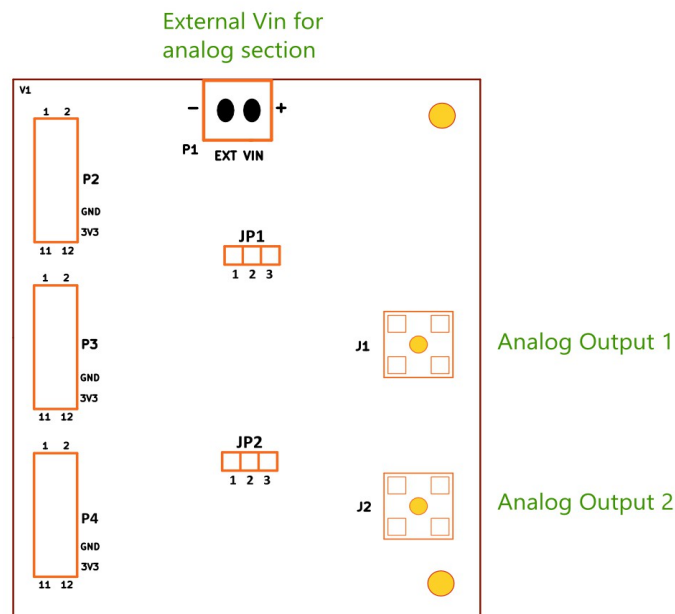 External Vin for
analog section
V1
− +
P1 EXT VIN
1 2
P2
GND
3V3
11 12
JP1
1 2 3
1 2
P3
GND
3V3
11 12
J1
Analog Output 1
JP2
1 2 3
1 2
P4
GND
3V3
11 12
J2
Analog Output 2